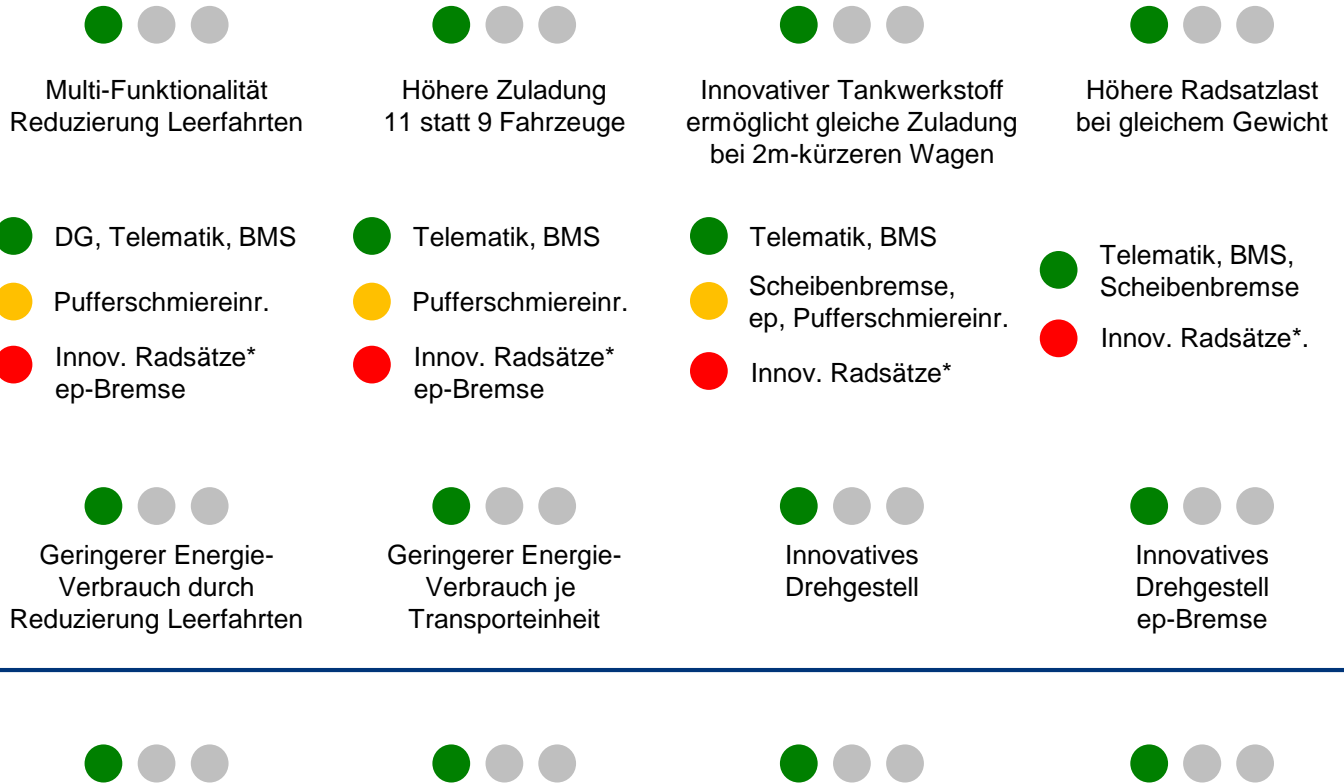 Multi-Funktionalität
Reduzierung Leerfahrten
Höhere Zuladung
11 statt 9 Fahrzeuge
Innovativer Tankwerkstoff
ermöglicht gleiche Zuladung
bei 2m-kürzeren Wagen
Höhere Radsatzlast
bei gleichem Gewicht
DG, Telematik, BMS
Pufferschmiereinr.
Innov. Radsätze*
ep-Bremse
Telematik, BMS
Pufferschmiereinr.
Innov. Radsätze*
ep-Bremse
Telematik, BMS
Scheibenbremse,
ep, Pufferschmiereinr.
Innov. Radsätze*
Telematik, BMS,
Scheibenbremse
Innov. Radsätze*.
Geringerer Energie-
Verbrauch durch
Reduzierung Leerfahrten
Geringerer Energie-
Verbrauch je
Transporteinheit
Innovatives
Drehgestell
Innovatives
Drehgestell
ep-Bremse